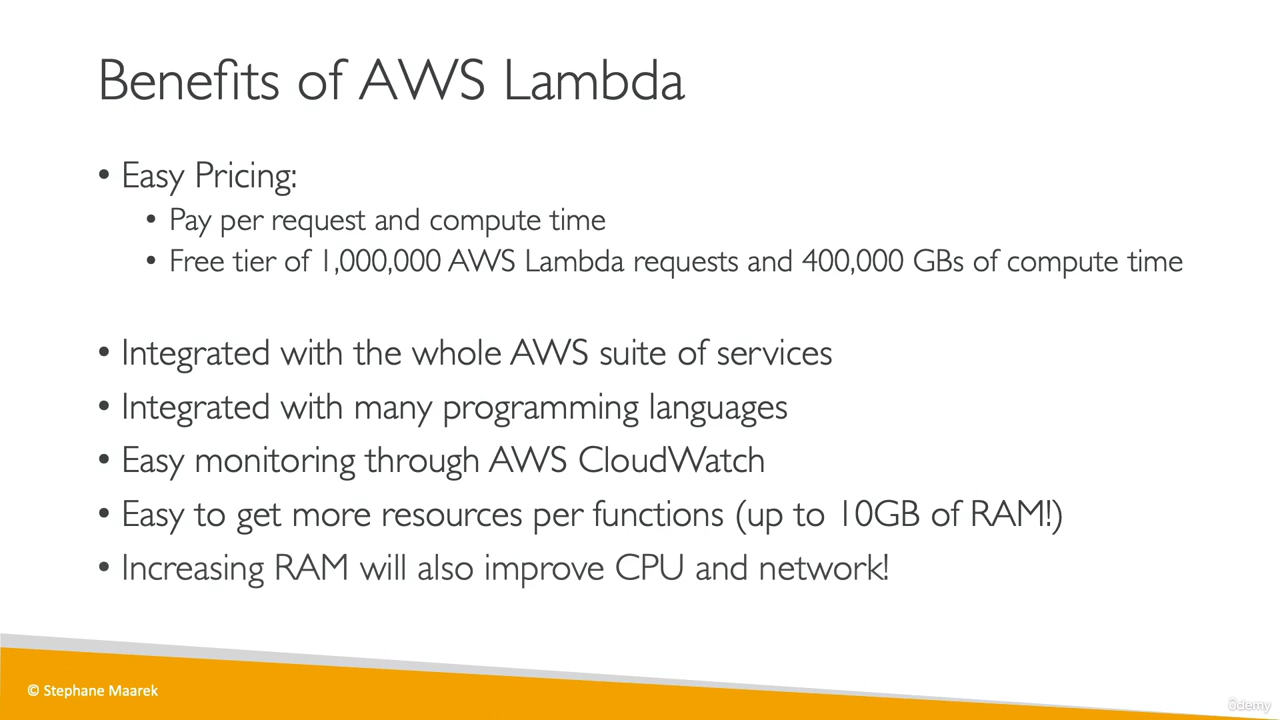 Benefits of AWS Lambda
• Easy Pricing:
• Pay per request and compute time
• Free tier of 1,000,000 AWS Lambda requests and 400,000 GBs of compute time
• Integrated with the whole AWS suite of services
• Integrated with many programming languages
• Easy monitoring through AWS CloudWatch
• Easy to get more resources per functions (up to 10GB of RAM!)
• Increasing RAM will also improve CPU and network!
© Stephane Maarek
ûdemy